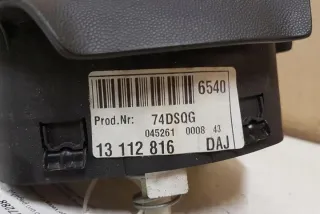 6540
Prod.Nr: 74DSQG
045261 0008 43
13 112 816 DAJ